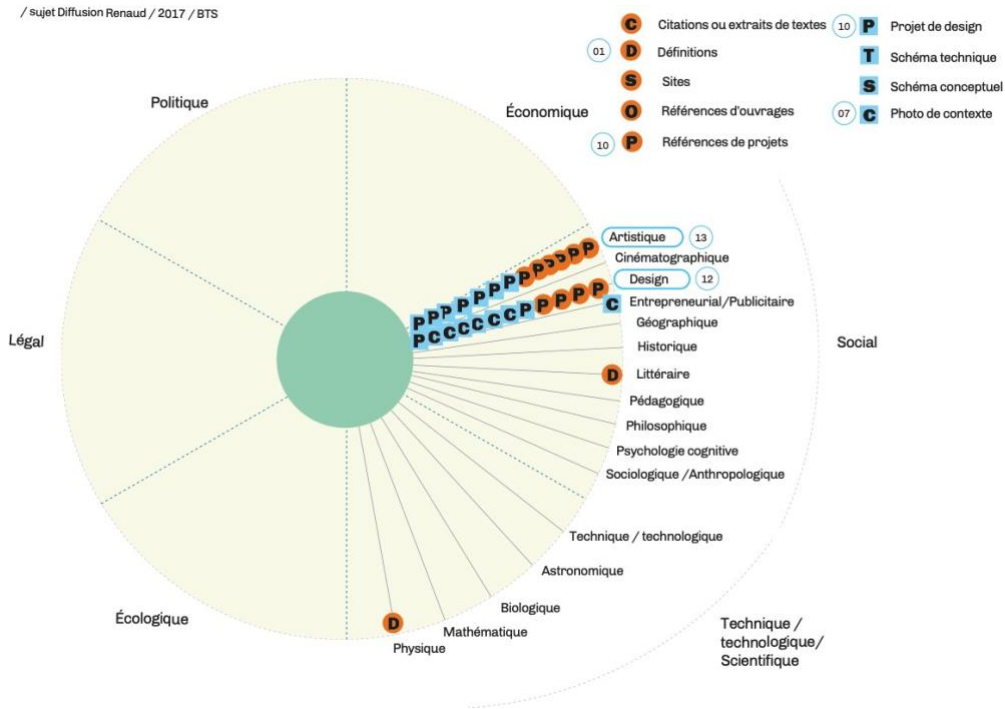 / sujet Diffusion Renaud / 2017 / BTS
C Citations ou extraits de textes
01 D Définitions
S Sites
O Références d'ouvrages
10 P Références de projets
10 P Projet de design
T Schéma technique
S Schéma conceptuel
07 C Photo de contexte
Politique
Économique
Légal
Social
Écologique
Technique /
technologique/
Scientifique
P P P P P P P P P P P P P
Artistique 13
Cinématographique
P C C C C C C P P P P P
Design 12
C Entrepreneurial/Publicitaire
Géographique
Historique
D Littéraire
Pédagogique
Philosophique
Psychologie cognitive
Sociologique /Anthropologique
Technique / technologique
Astronomique
Biologique
Mathématique
D
Physique